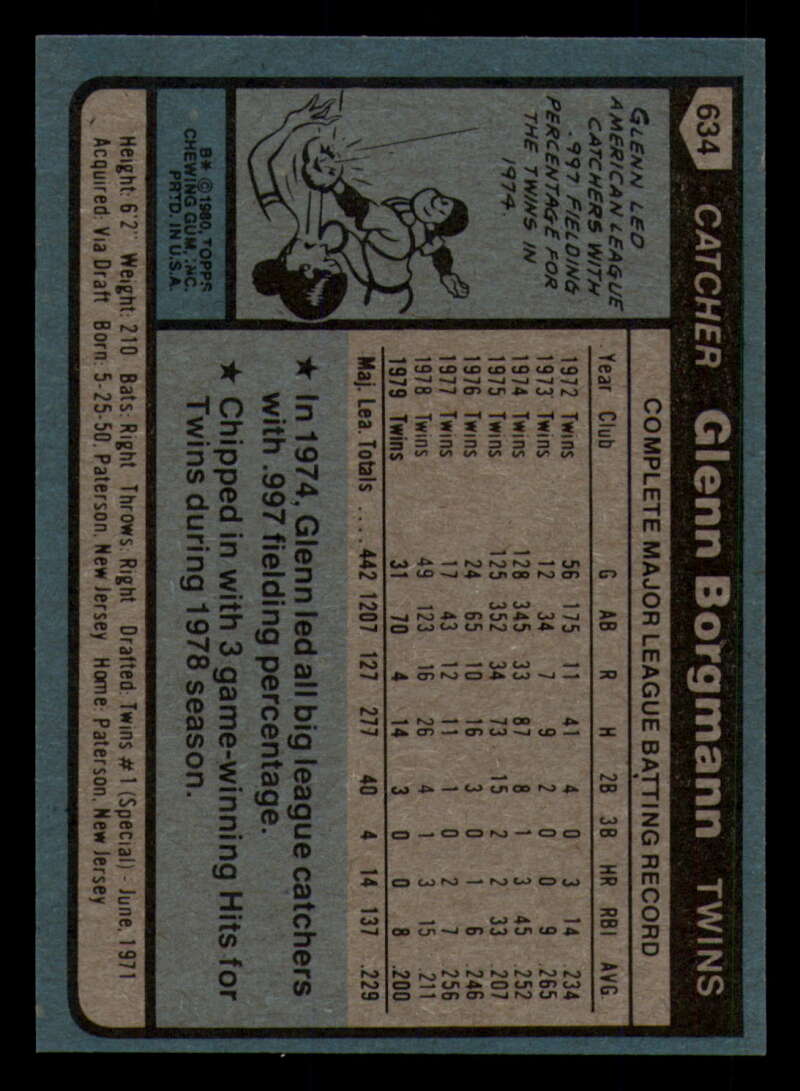 634 CATCHER Glenn Borgmann TWINS
GLENN LED
AMERICAN LEAGUE
CATCHERS WITH
.997 FIELDING
PERCENTAGE FOR
THE TWINS IN
1974.
B* © 1980, TOPPS
CHEWING GUM, INC.
PRTD. IN U.S.A.
COMPLETE MAJOR LEAGUE BATTING RECORD
Year Club G AB R H 2B 3B HR RBI AVG
1972 Twins 56 175 11 41 4 0 3 14 .234
1973 Twins 12 34 7 9 2 0 0 9 .265
1974 Twins 128 345 33 87 8 1 3 45 .252
1975 Twins 125 352 34 73 15 2 2 33 .207
1976 Twins 24 65 10 16 3 0 1 6 .246
1977 Twins 17 43 12 11 1 0 2 7 .256
1978 Twins 49 123 16 26 4 1 3 15 .211
1979 Twins 31 70 4 14 3 0 0 8 .200
Maj. Lea. Totals .... 442 1207 127 277 40 4 14 137 .229
★ In 1974, Glenn led all big league catchers
with .997 fielding percentage.
★ Chipped in with 3 game-winning Hits for
Twins during 1978 season.
Height: 6'2" Weight: 210 Bats: Right Throws: Right Drafted: Twins #1 (Special) - June, 1971
Acquired: Via Draft Born: 5-25-50, Paterson, New Jersey Home: Paterson, New Jersey